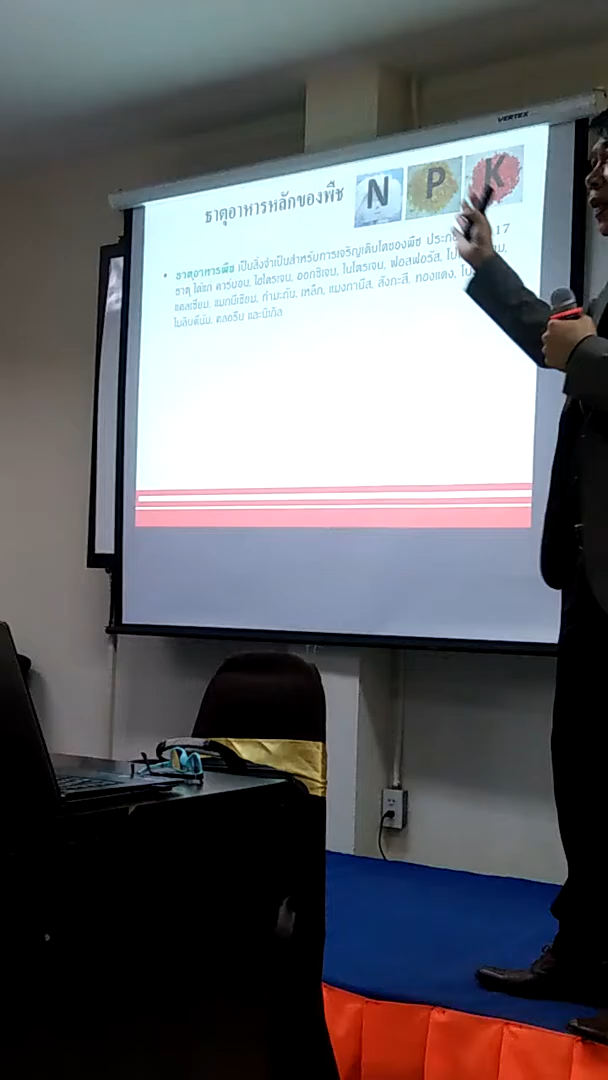 VERTEX
ธาตุอาหารหลักของพืช
N P K
• ธาตุอาหารพืช เป็นสิ่งจำเป็นสำหรับการเจริญเติบโตของพืช 17
ธาตุ ได้แก่ คาร์บอน, ไฮโดรเจน, ออกซิเจน, ไนโตรเจน, ฟอสฟอรัส,
แคลเซียม, แมกนีเซียม, กำมะถัน, เหล็ก, แมงกานีส, สังกะสี, ทองแดง,
โมลิบดีนัม, คลอรีน และนิเกิล